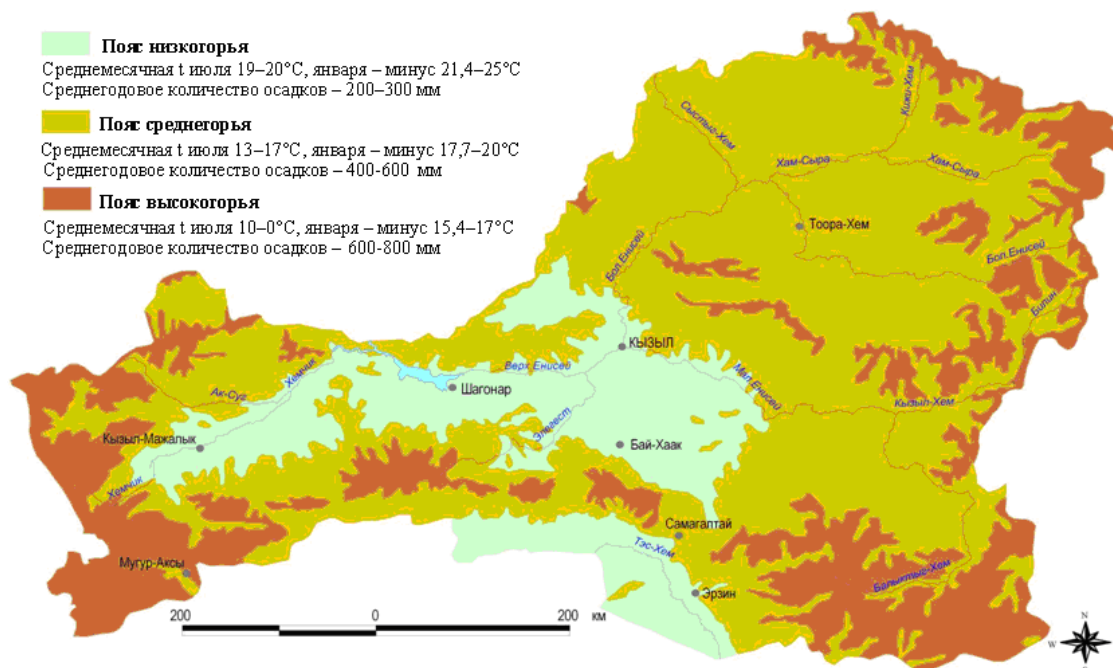 Пояс низкогорья
Среднемесячная t июля 19–20°C, января – минус 21,4–25°C
Среднегодовое количество осадков – 200–300 мм
Пояс среднегорья
Среднемесячная t июля 13–17°C, января – минус 17,7–20°C
Среднегодовое количество осадков – 400-600 мм
Пояс высокогорья
Среднемесячная t июля 10–0°C, января – минус 15,4–17°C
Среднегодовое количество осадков – 600-800 мм
Сыстыг-Хем
Кижи-Хем
Хам-Сыра
Хам-Сыра
Тоора-Хем
Бол.Енисей
Бол.Енисей
Билин
КЫЗЫЛ
Верх.Енисей
Хемчик
Шагонар
Мал.Енисей
Ак-Суг
Кызыл-Хем
Элегест
Кызыл-Мажалык
Бай-Хаак
Хемчик
Самагалтай
Тэс-Хем
Мугур-Аксы
Балыктыг-Хем
Эрзин
200 0 200 км
N
W